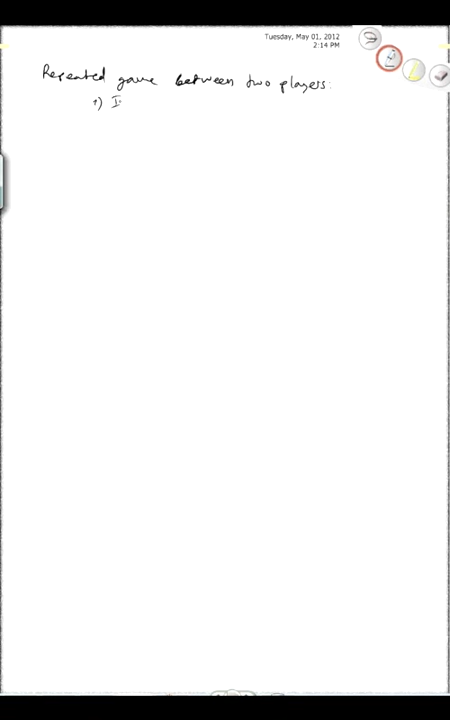 Tuesday, May 01, 2012
2:14 PM
Repeated game between two players:
1) I